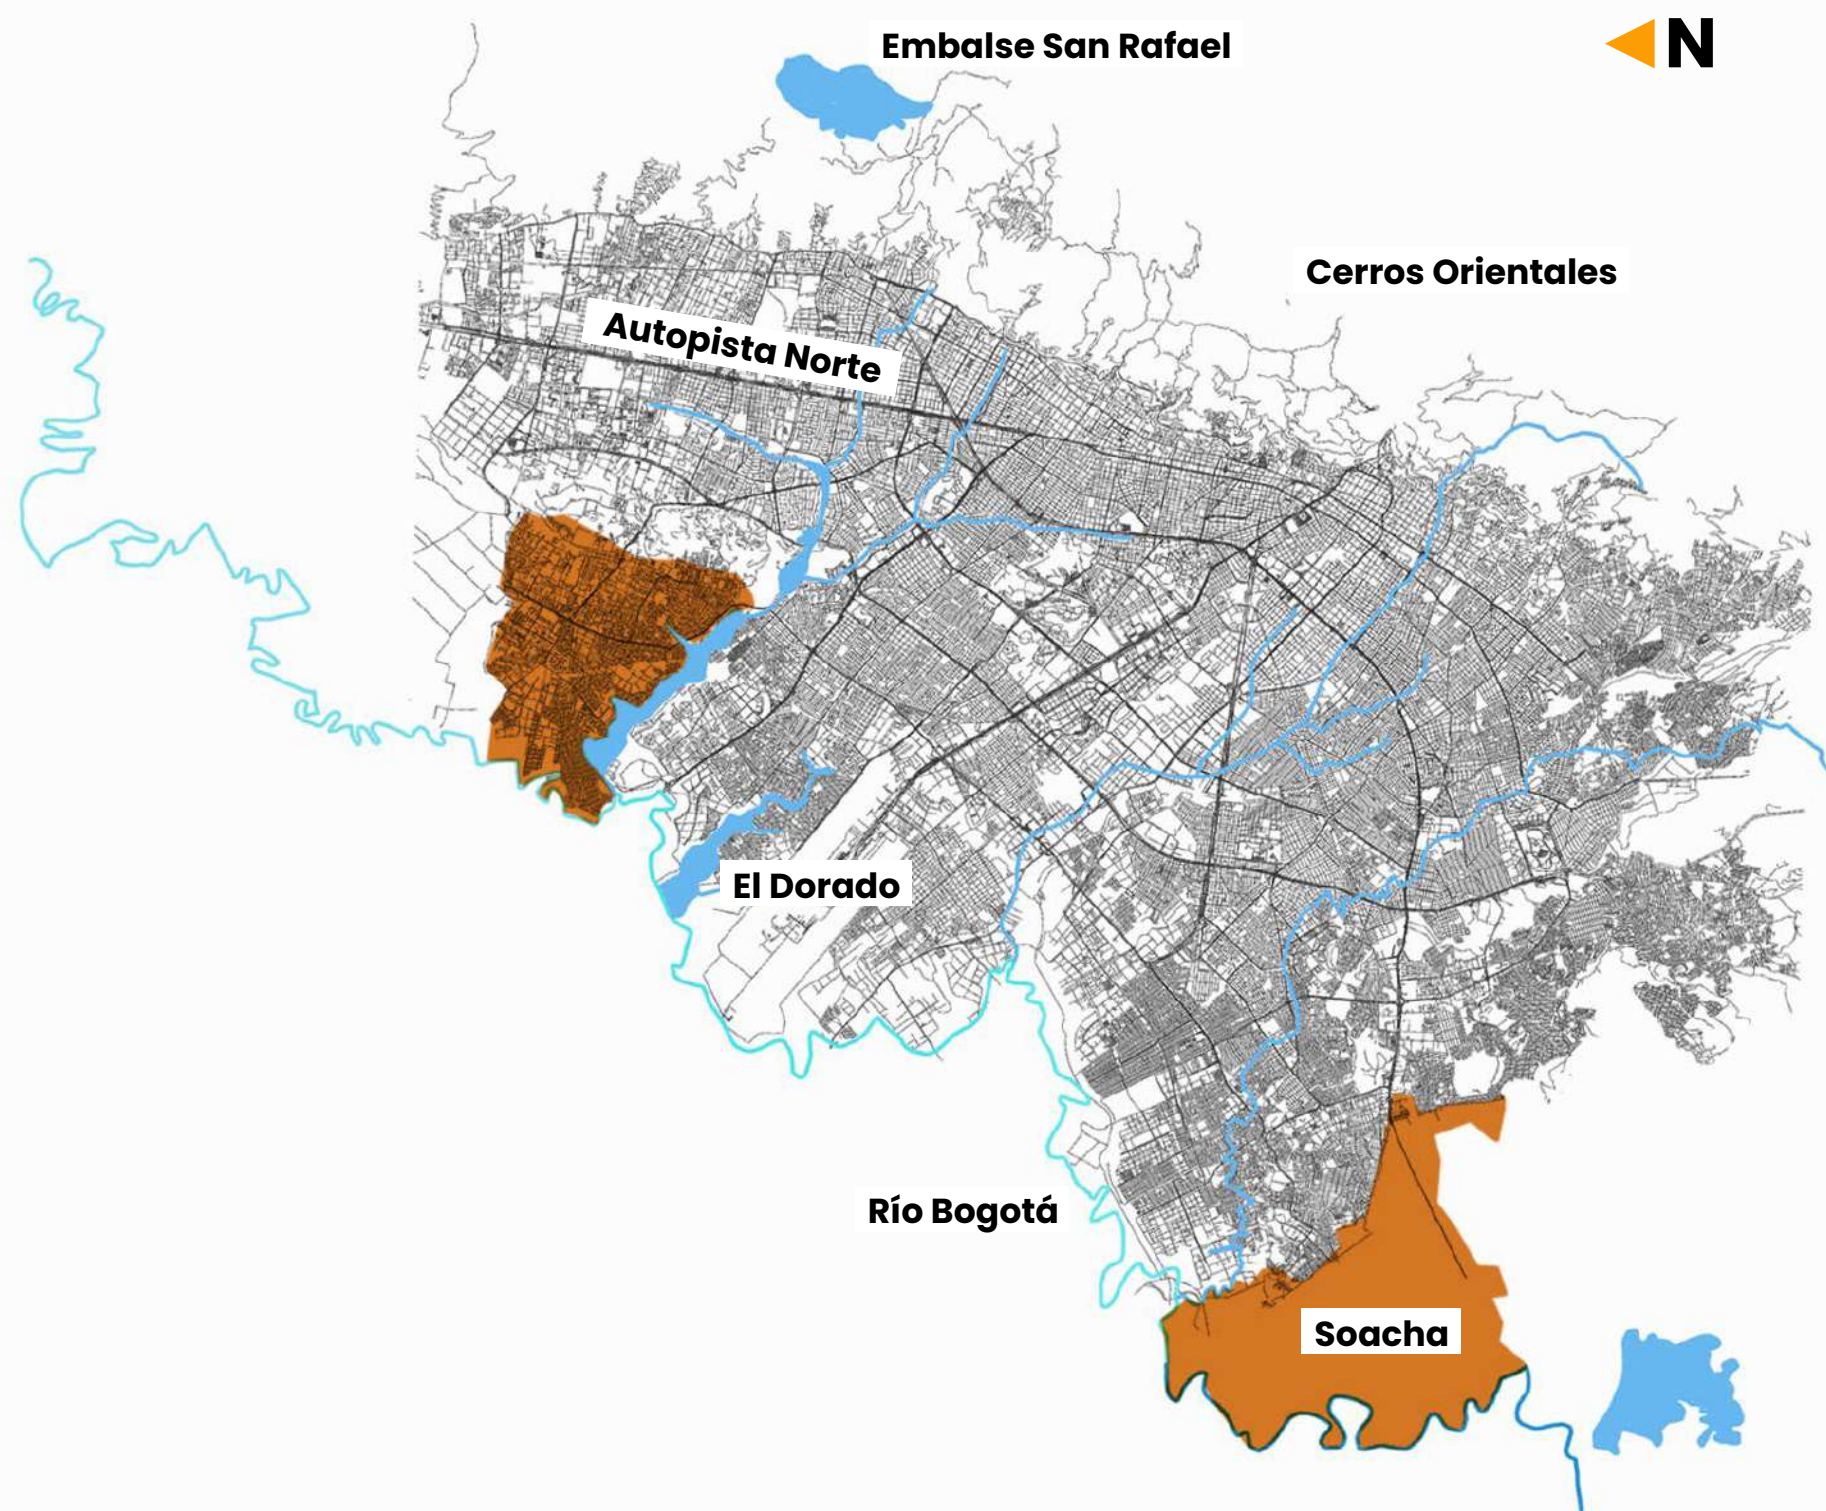 Embalse San Rafael
N
Cerros Orientales
Autopista Norte
El Dorado
Río Bogotá
Soacha